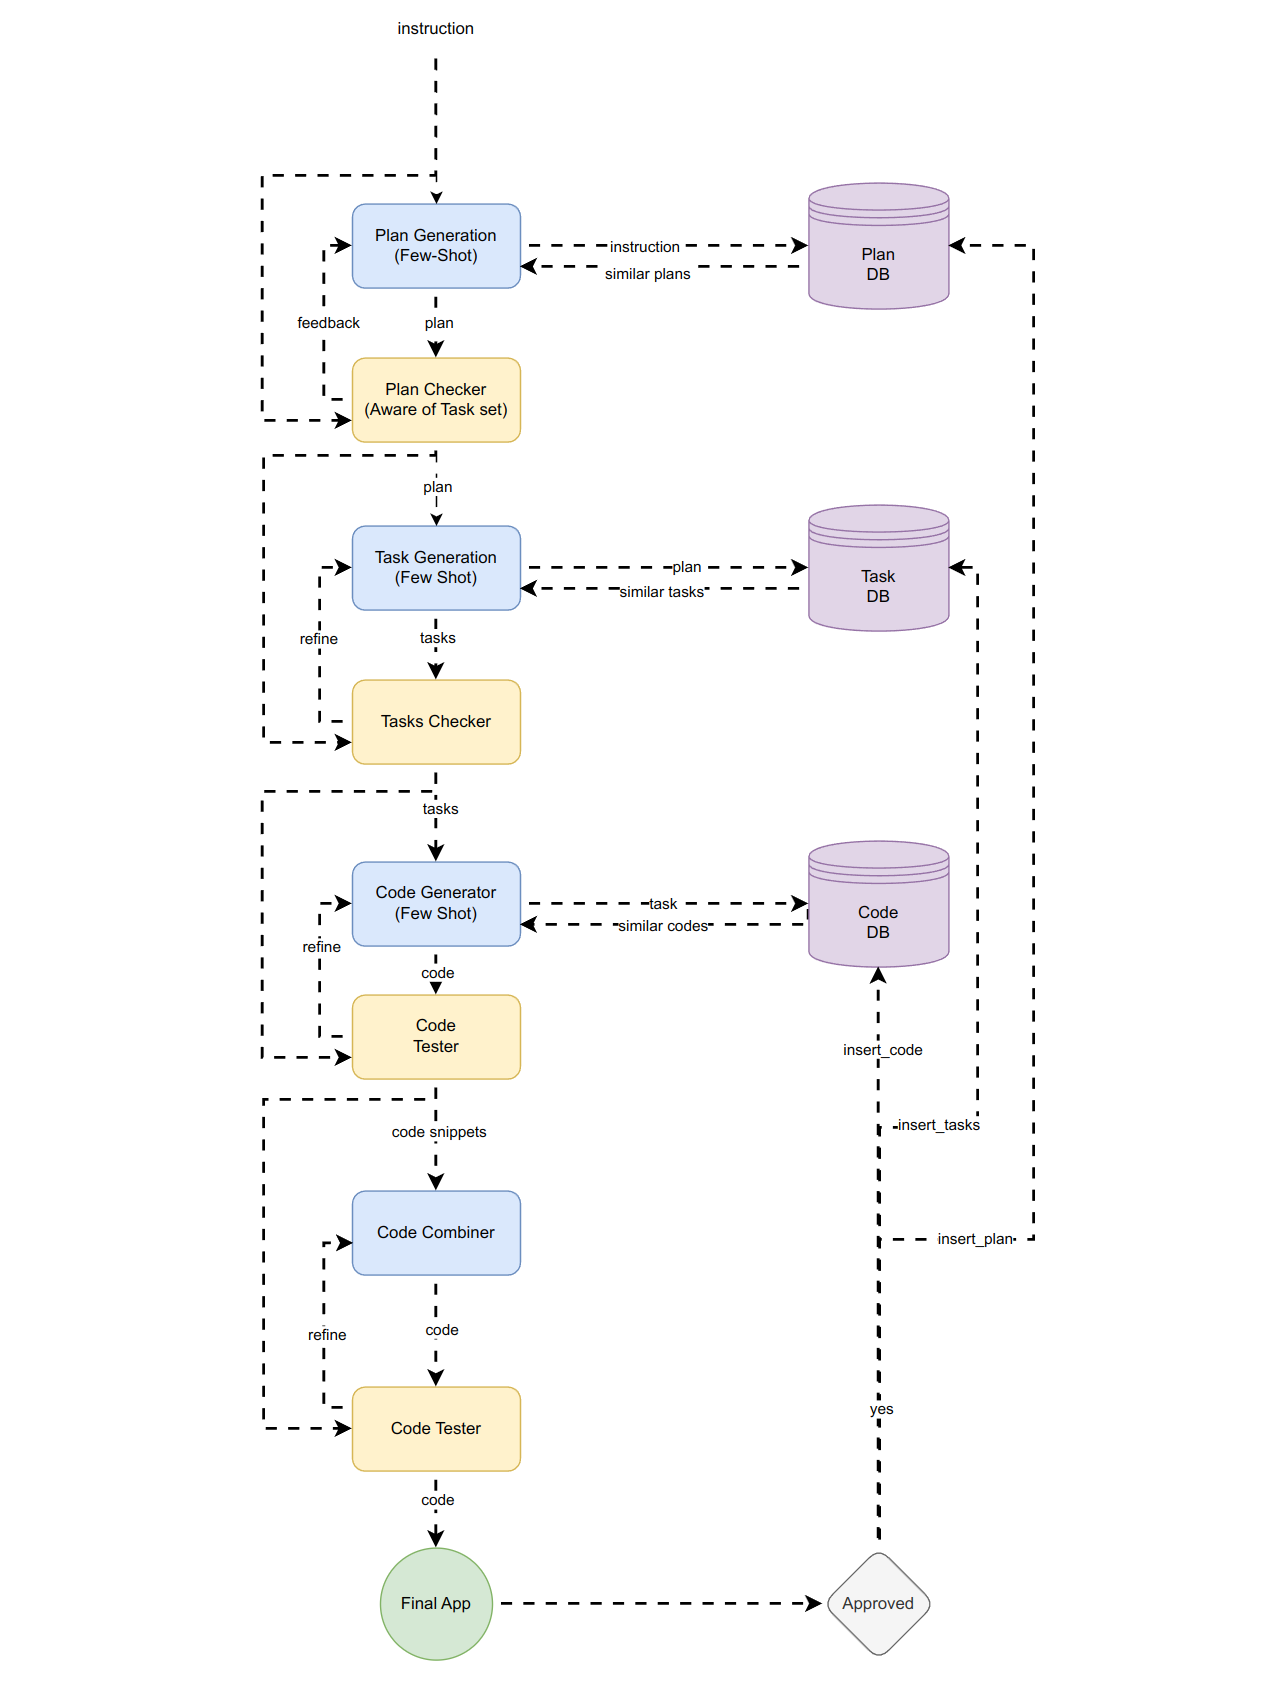 instruction
Plan Generation
(Few-Shot)
instruction
similar plans
Plan
DB
feedback
plan
Plan Checker
(Aware of Task set)
plan
Task Generation
(Few Shot)
plan
similar tasks
Task
DB
refine
tasks
Tasks Checker
tasks
Code Generator
(Few Shot)
task
similar codes
Code
DB
refine
code
Code
Tester
insert_code
code snippets
insert_tasks
Code Combiner
insert_plan
refine
code
yes
Code Tester
code
Final App
Approved